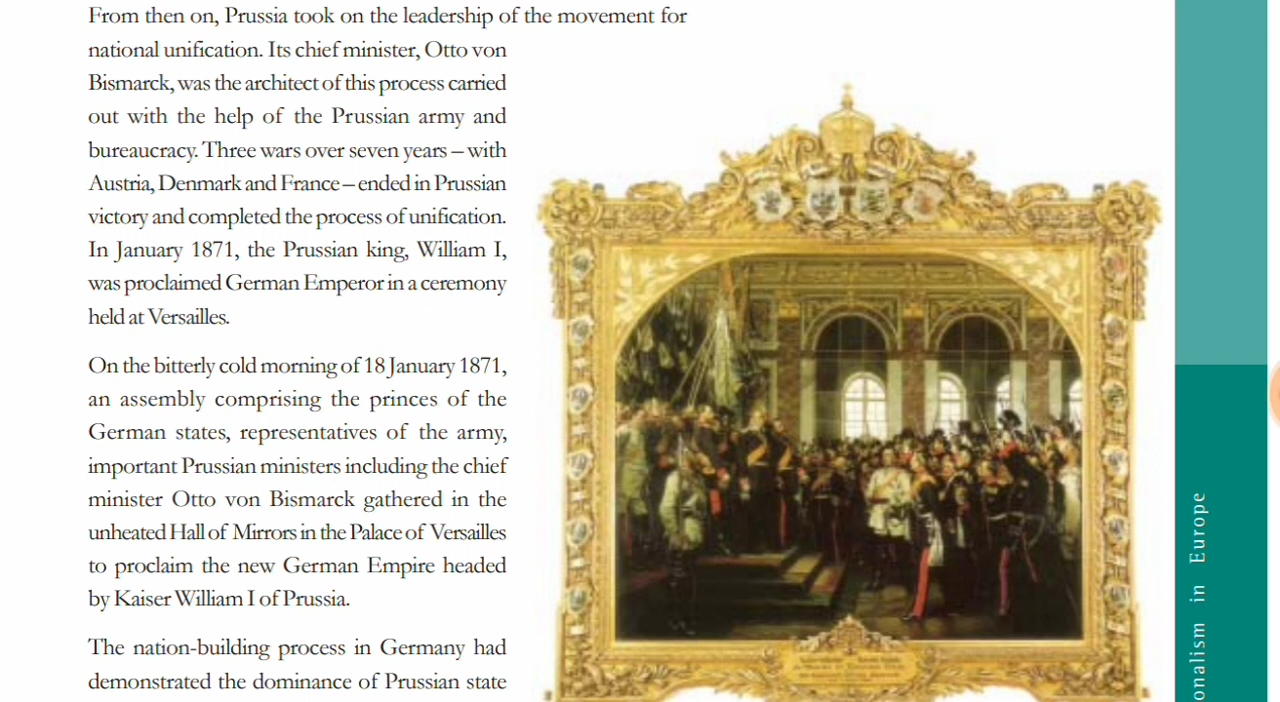 From then on, Prussia took on the leadership of the movement for
national unification. Its chief minister, Otto von
Bismarck, was the architect of this process carried
out with the help of the Prussian army and
bureaucracy. Three wars over seven years – with
Austria, Denmark and France – ended in Prussian
victory and completed the process of unification.
In January 1871, the Prussian king, William I,
was proclaimed German Emperor in a ceremony
held at Versailles.
On the bitterly cold morning of 18 January 1871,
an assembly comprising the princes of the
German states, representatives of the army,
important Prussian ministers including the chief
minister Otto von Bismarck gathered in the
unheated Hall of Mirrors in the Palace of Versailles
to proclaim the new German Empire headed
by Kaiser William I of Prussia.
The nation-building process in Germany had
demonstrated the dominance of Prussian state
onalism in Europe